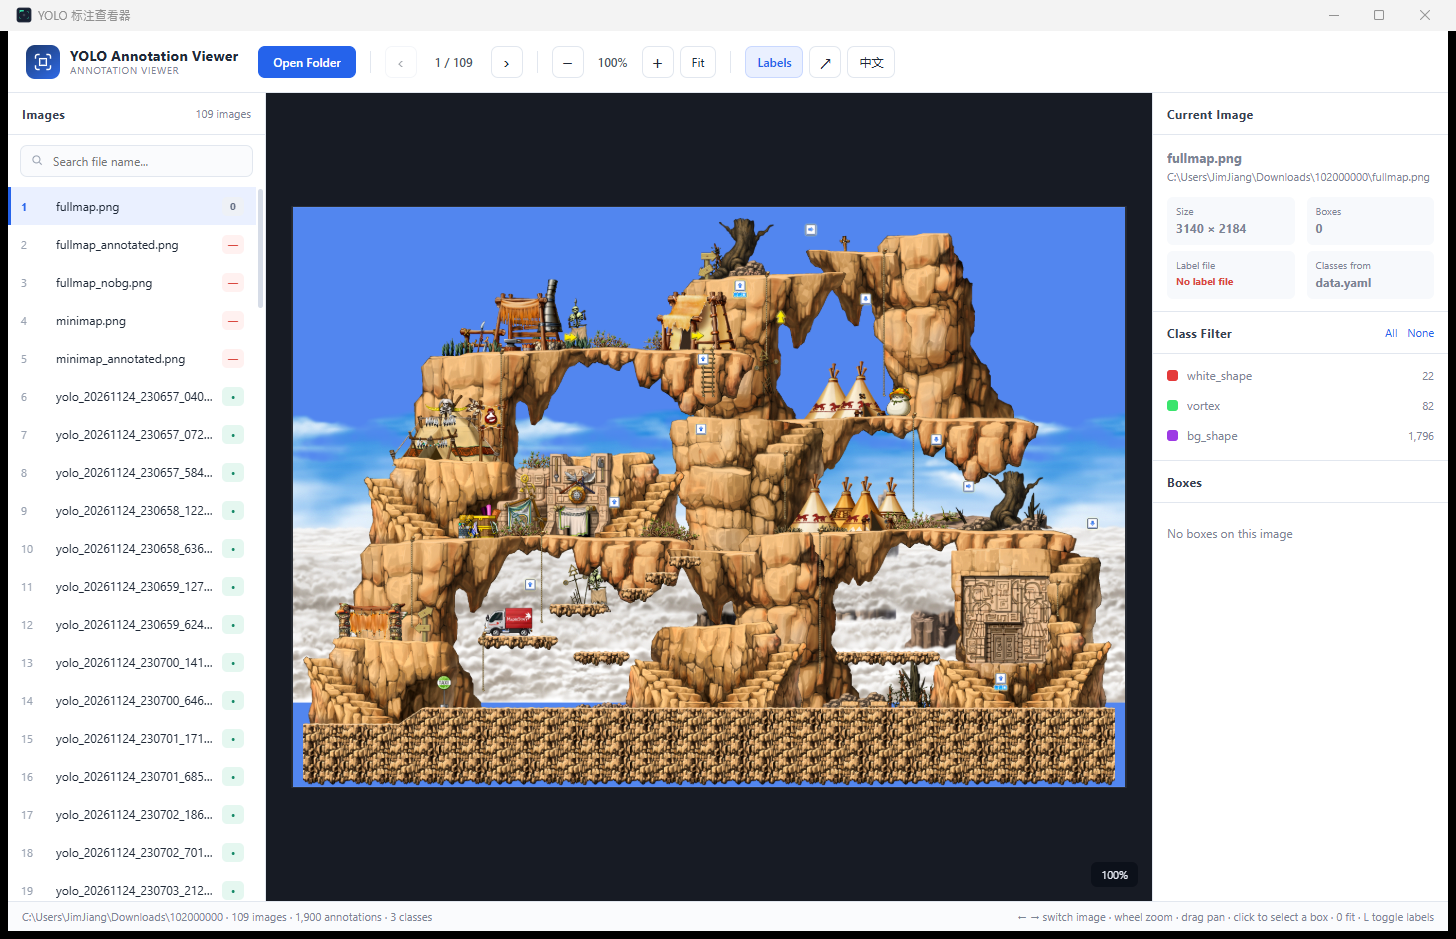 YOLO 标注查看器
YOLO Annotation Viewer
ANNOTATION VIEWER
Open Folder
1 / 109
100%
Fit
Labels
中文
Images
109 images
Search file name...
1 fullmap.png 0
2 fullmap_annotated.png —
3 fullmap_nobg.png —
4 minimap.png —
5 minimap_annotated.png —
6 yolo_20261124_230657_040...
7 yolo_20261124_230657_072...
8 yolo_20261124_230657_584...
9 yolo_20261124_230658_122...
10 yolo_20261124_230658_636...
11 yolo_20261124_230659_127...
12 yolo_20261124_230659_624...
13 yolo_20261124_230700_141...
14 yolo_20261124_230700_646...
15 yolo_20261124_230701_171...
16 yolo_20261124_230701_685...
17 yolo_20261124_230702_186...
18 yolo_20261124_230702_701...
19 yolo_20261124_230703_212...
100%
Current Image
fullmap.png
C:\Users\JimJiang\Downloads\102000000\fullmap.png
Size
3140 × 2184
Boxes
0
Label file
No label file
Classes from
data.yaml
Class Filter
All None
white_shape 22
vortex 82
bg_shape 1,796
Boxes
No boxes on this image
C:\Users\JimJiang\Downloads\102000000 · 109 images · 1,900 annotations · 3 classes
← → switch image · wheel zoom · drag pan · click to select a box · 0 fit · L toggle labels